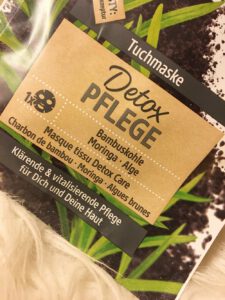 Tuchmaske
Detox
PFLEGE
1x
Bambuskohle
Moringa · Alge
Masque tissu Detox Care
Charbon de bambou · Moringa · Algues brunes
Klärende & vitalisierende Pflege
für Dich und Deine Haut